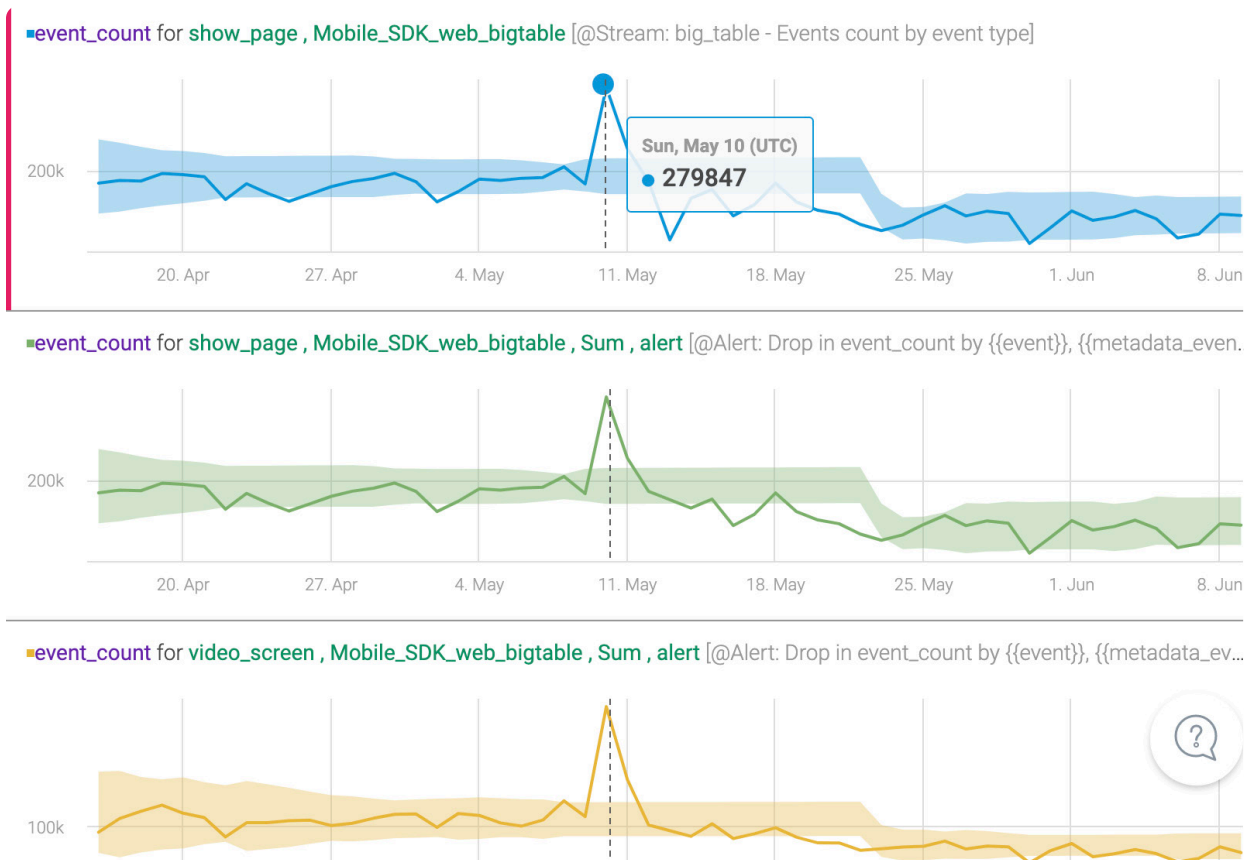 event_count for show_page , Mobile_SDK_web_bigtable [@Stream: big_table - Events count by event type]
Sun, May 10 (UTC)
279847
200k
20. Apr 27. Apr 4. May 11. May 18. May 25. May 1. Jun 8. Jun
event_count for show_page , Mobile_SDK_web_bigtable , Sum , alert [@Alert: Drop in event_count by {{event}}, {{metadata_even...
200k
20. Apr 27. Apr 4. May 11. May 18. May 25. May 1. Jun 8. Jun
event_count for video_screen , Mobile_SDK_web_bigtable , Sum , alert [@Alert: Drop in event_count by {{event}}, {{metadata_ev...
?
100k